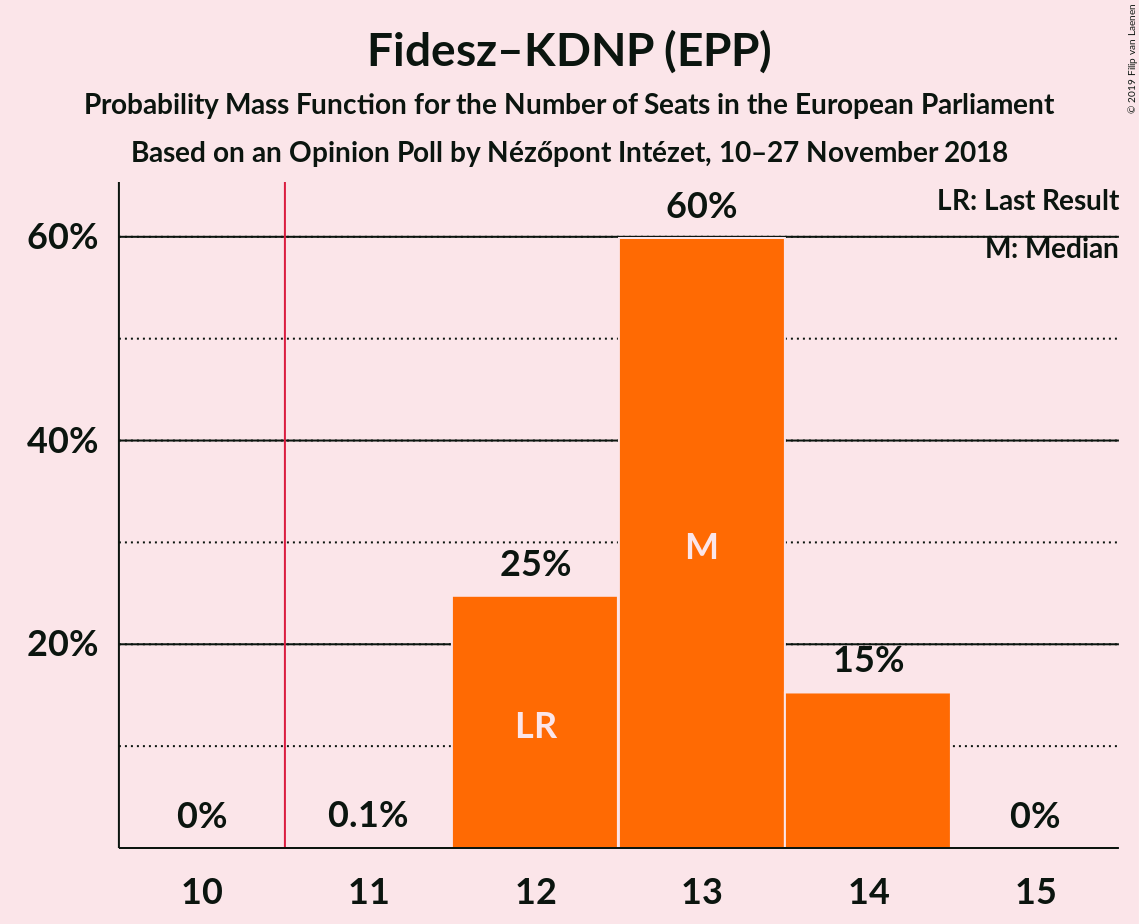 Fidesz–KDNP (EPP)
Probability Mass Function for the Number of Seats in the European Parliament
Based on an Opinion Poll by Nézőpont Intézet, 10–27 November 2018
© 2019 Filip van Laenen
LR: Last Result
M: Median
60%
40%
20%
0%
0.1%
25%
60%
15%
0%
LR
M
10 11 12 13 14 15